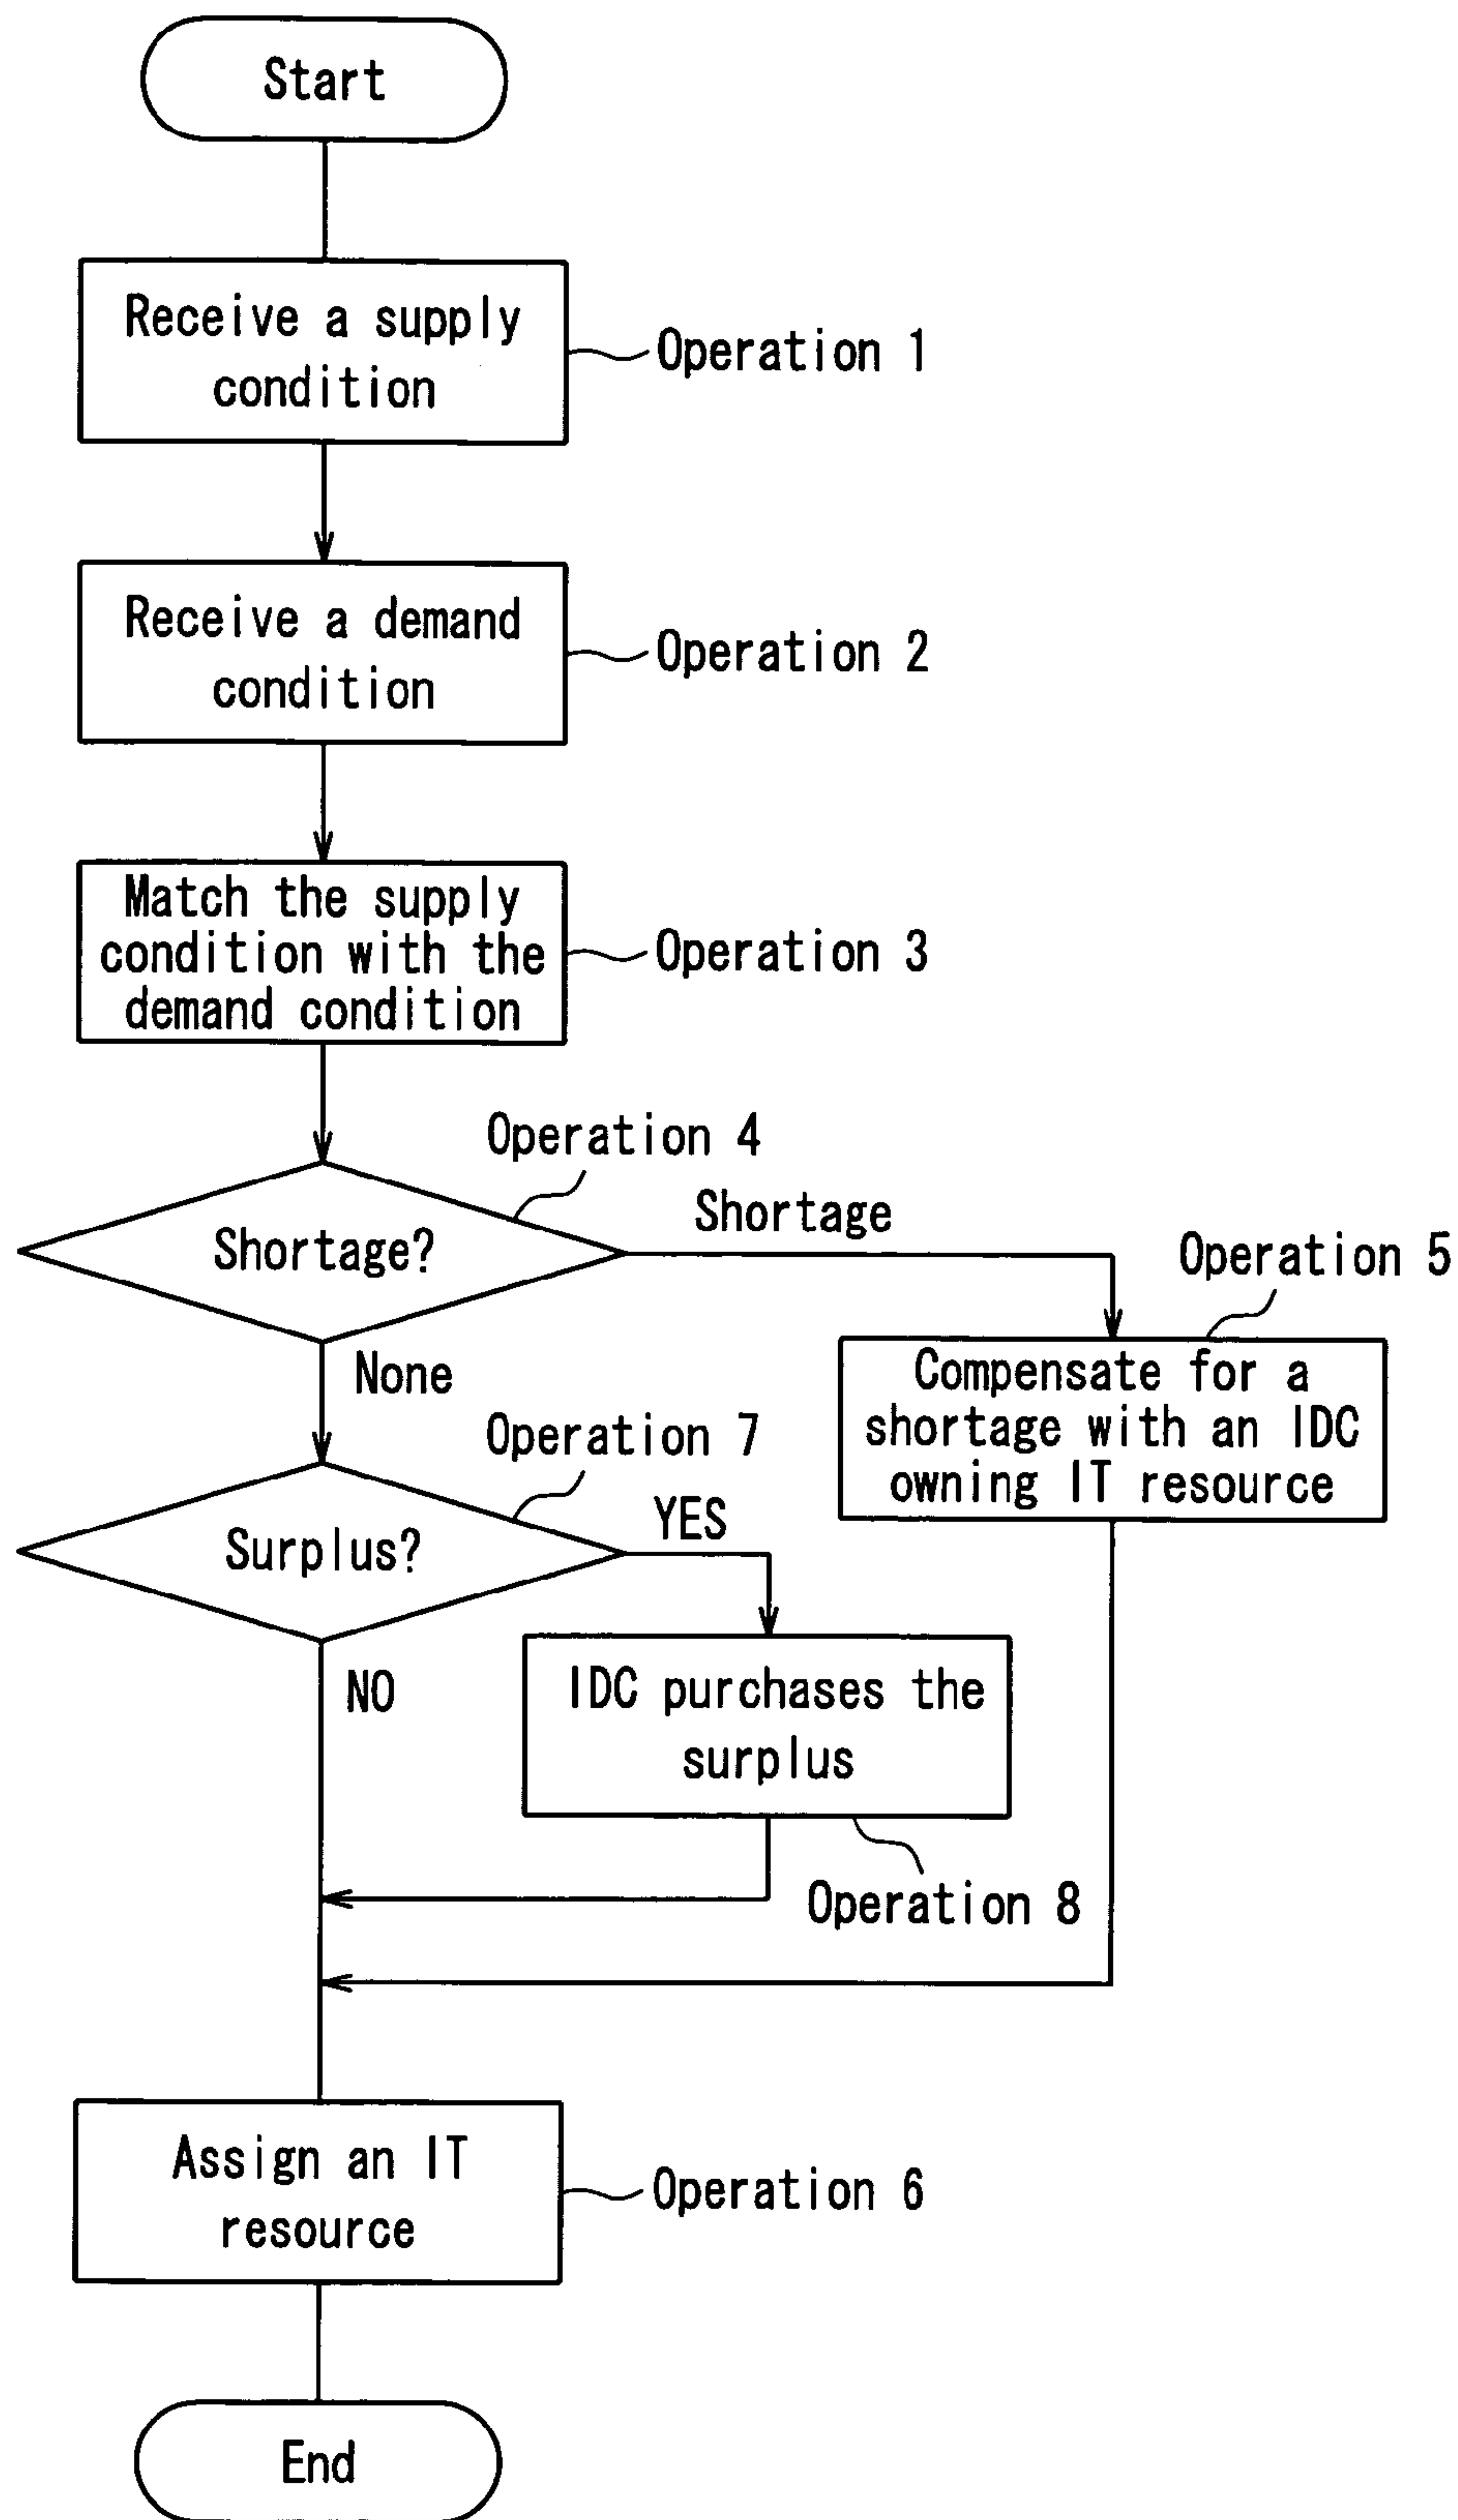 Start
Receive a supply
condition
Operation 1
Receive a demand
condition
Operation 2
Match the supply
condition with the
demand condition
Operation 3
Operation 4
Shortage?
Shortage
Operation 5
Compensate for a
shortage with an IDC
owning IT resource
None
Operation 7
Surplus?
YES
IDC purchases the
surplus
NO
Operation 8
Assign an IT
resource
Operation 6
End